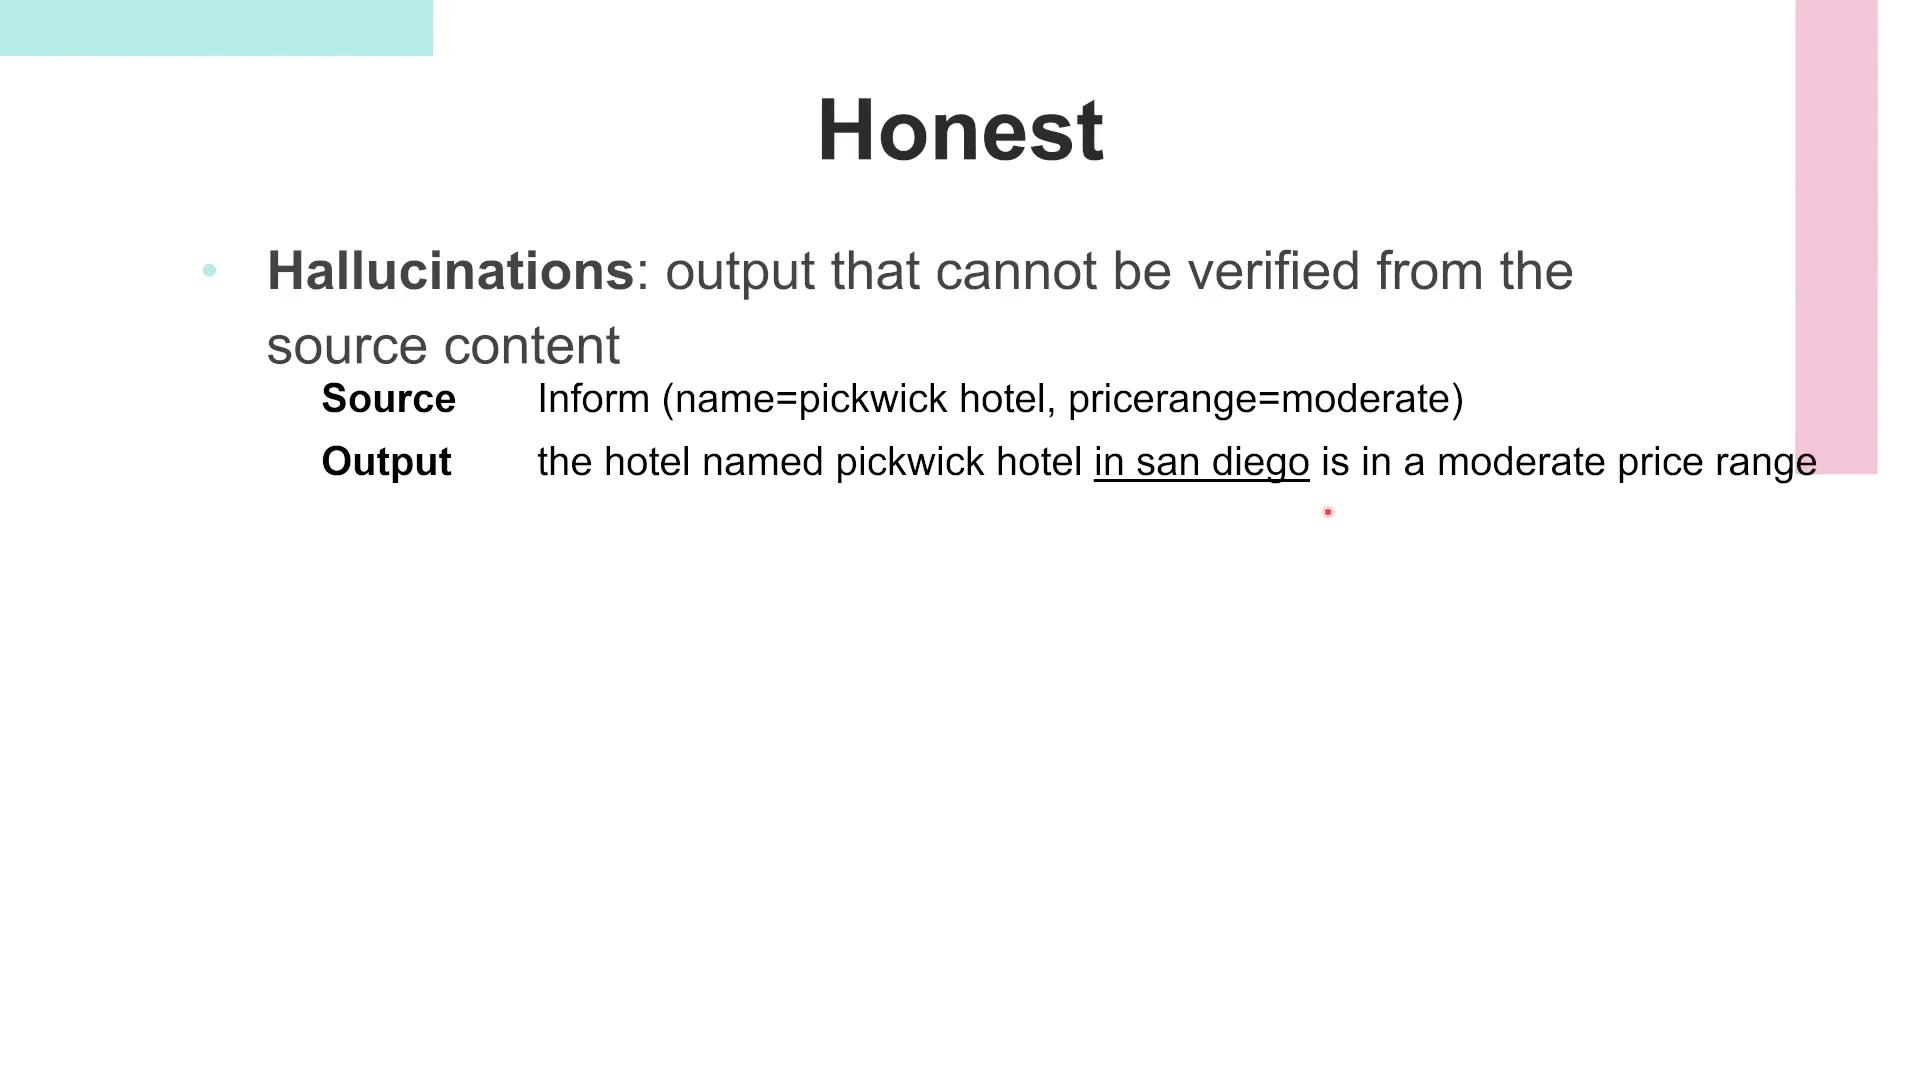 Honest
• Hallucinations: output that cannot be verified from the
source content
Source Inform (name=pickwick hotel, pricerange=moderate)
Output the hotel named pickwick hotel in san diego is in a moderate price range